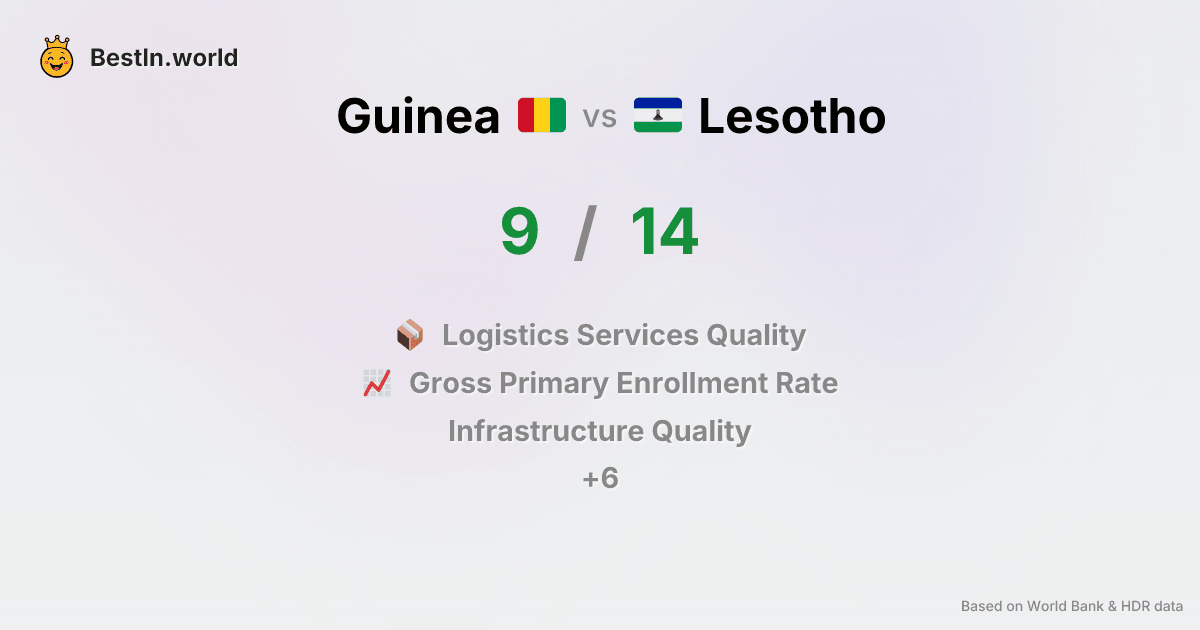 BestIn.world
Guinea vs Lesotho
9 / 14
Logistics Services Quality
Gross Primary Enrollment Rate
Infrastructure Quality
+6
Based on World Bank & HDR data